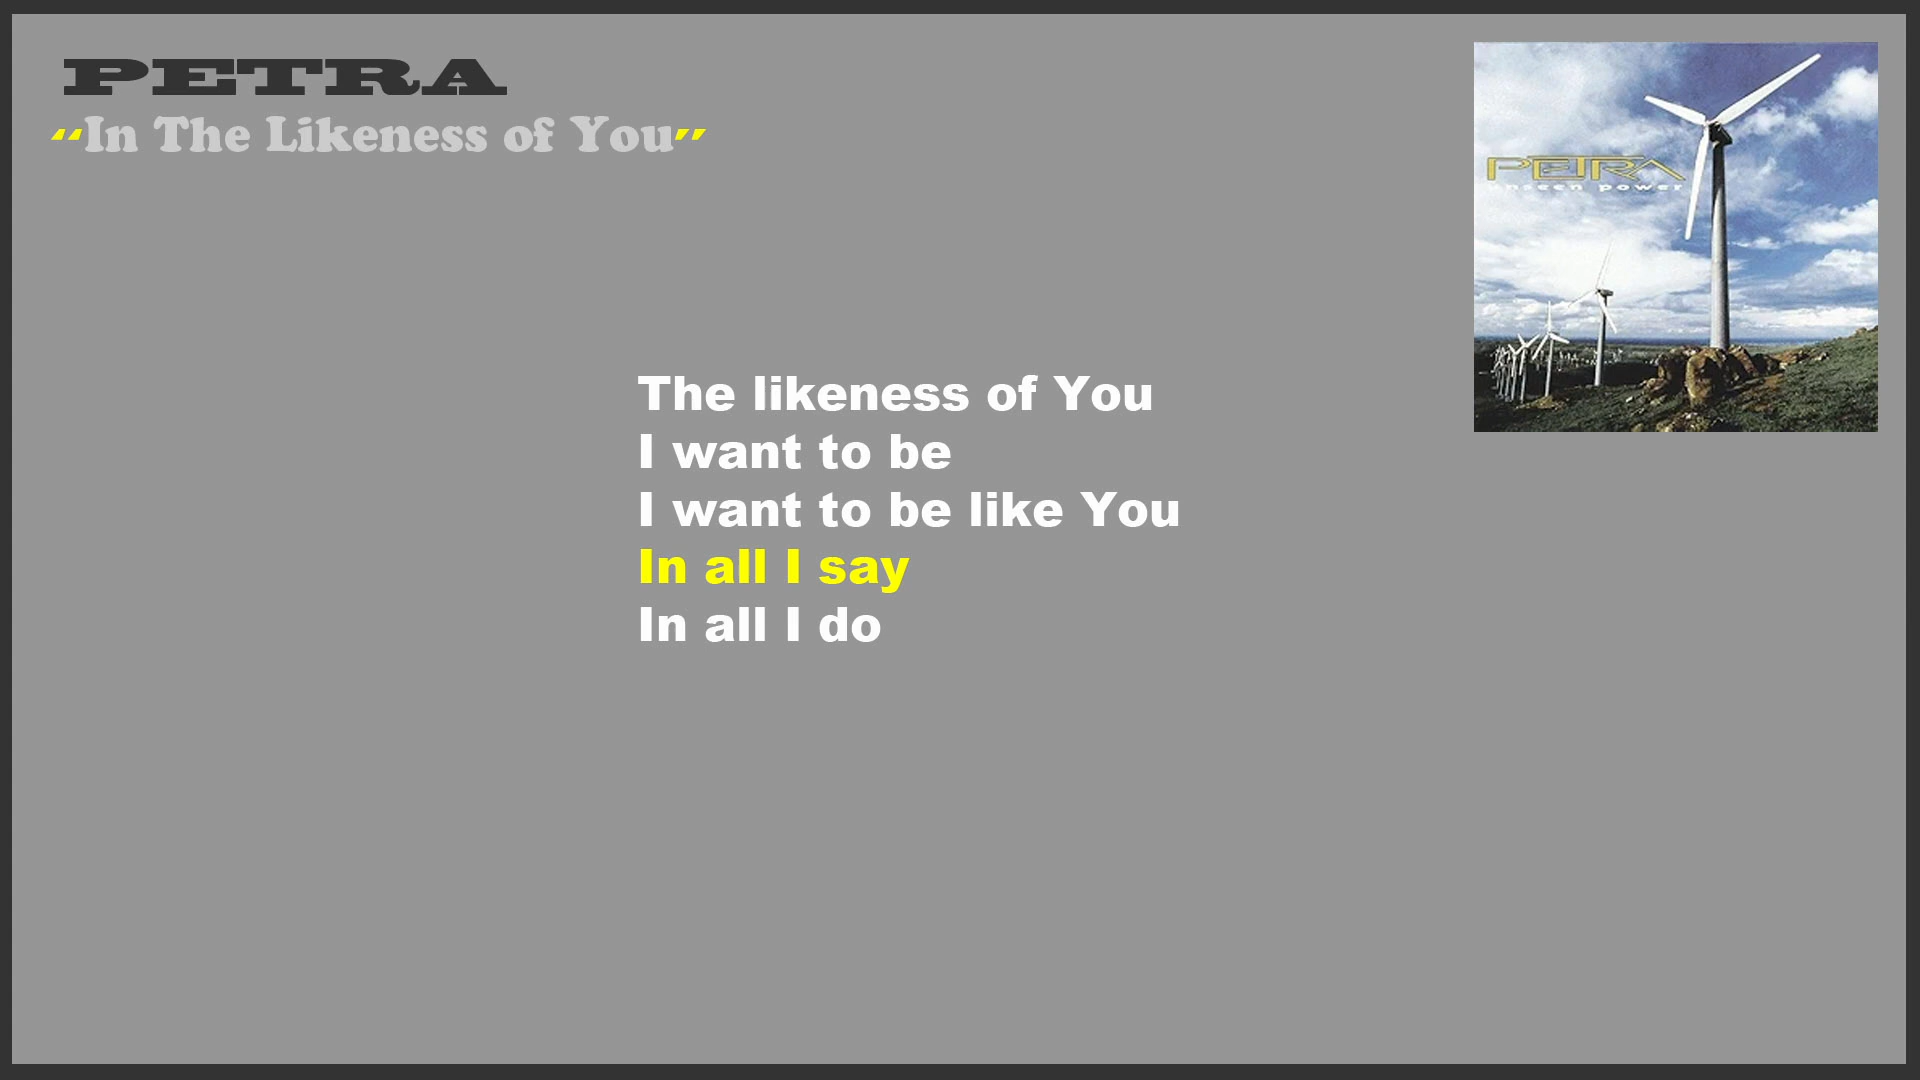 PETRA
“In The Likeness of You”
PETRA
unseen power
The likeness of You
I want to be
I want to be like You
In all I say
In all I do